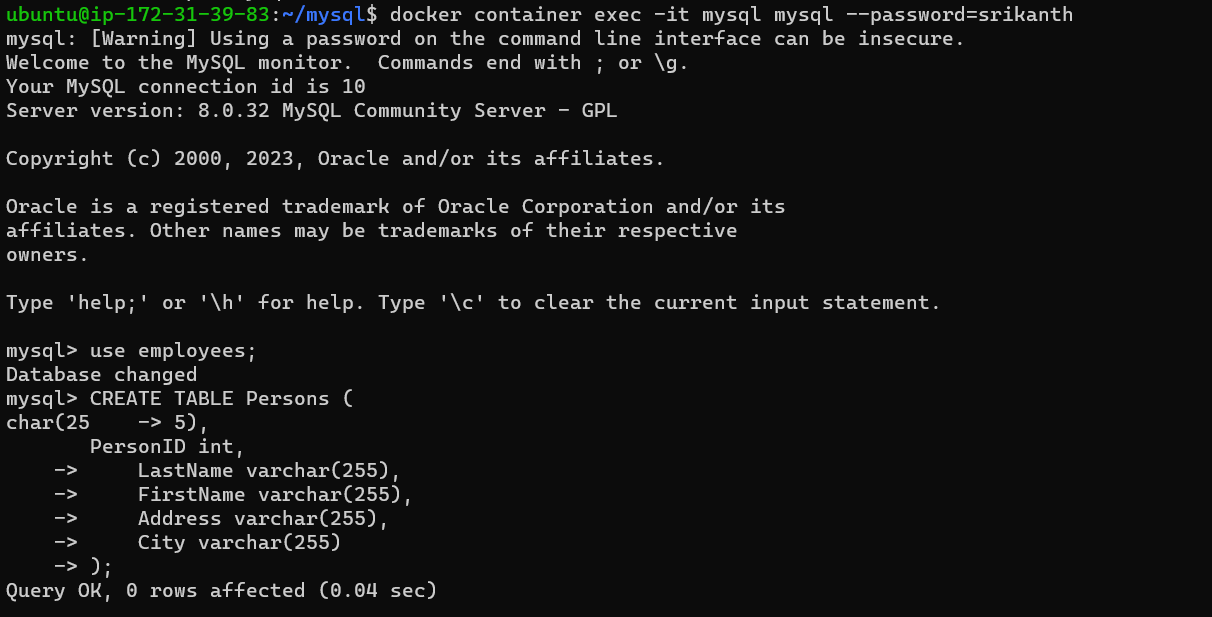 ubuntu@ip-172-31-39-83:~/mysql$ docker container exec -it mysql mysql --password=srikanth
mysql: [Warning] Using a password on the command line interface can be insecure.
Welcome to the MySQL monitor.  Commands end with ; or \g.
Your MySQL connection id is 10
Server version: 8.0.32 MySQL Community Server - GPL

Copyright (c) 2000, 2023, Oracle and/or its affiliates.

Oracle is a registered trademark of Oracle Corporation and/or its
affiliates. Other names may be trademarks of their respective
owners.

Type 'help;' or '\h' for help. Type '\c' to clear the current input statement.

mysql> use employees;
Database changed
mysql> CREATE TABLE Persons (
char(25    -> 5),
       PersonID int,
    ->     LastName varchar(255),
    ->     FirstName varchar(255),
    ->     Address varchar(255),
    ->     City varchar(255)
    -> );
Query OK, 0 rows affected (0.04 sec)